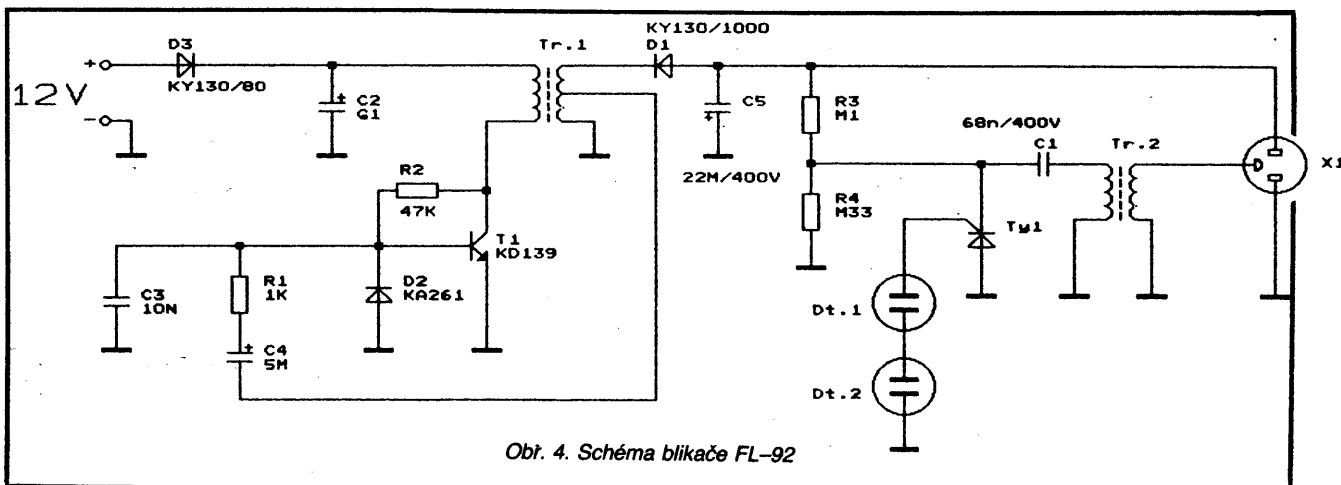 KY130/1000
D3
Tr.1
D1
+
KY130/80
12V
-
+
C2
G1
C5
+
22M/400V
R3
M1
68n/400V
C1
Tr.2
D
X1
R2
47K
R4
M33
Ty1
T1
KD139
R1
1K
D2
KA261
C3
10N
Dt.1
+
C4
5M
Dt.2
Obř. 4. Schéma blikače FL–92